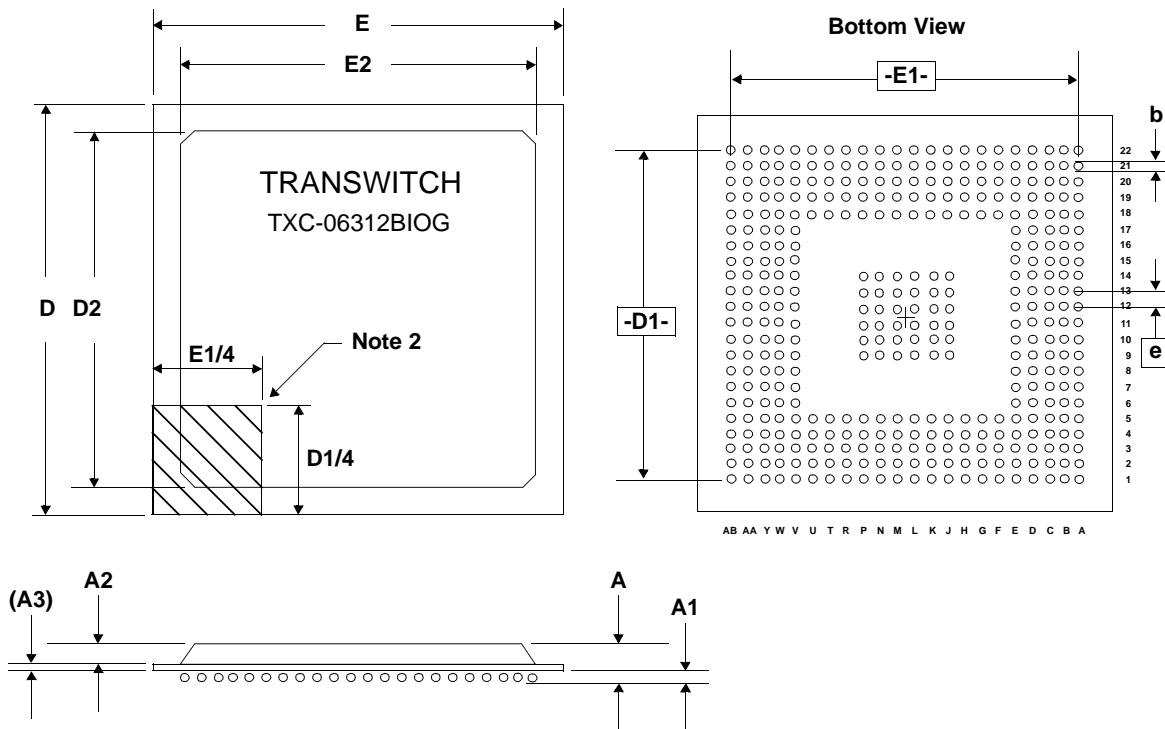 E
E2
Bottom View
-E1-
b
TRANSWITCH
TXC-06312BIOG
D
D2
Note 2
E1/4
D1/4
-D1-
e
22
21
20
19
18
17
16
15
14
13
12
11
10
9
8
7
6
5
4
3
2
1
AB AA Y W V U T R P N M L K J H G F E D C B A
(A3)
A2
A
A1